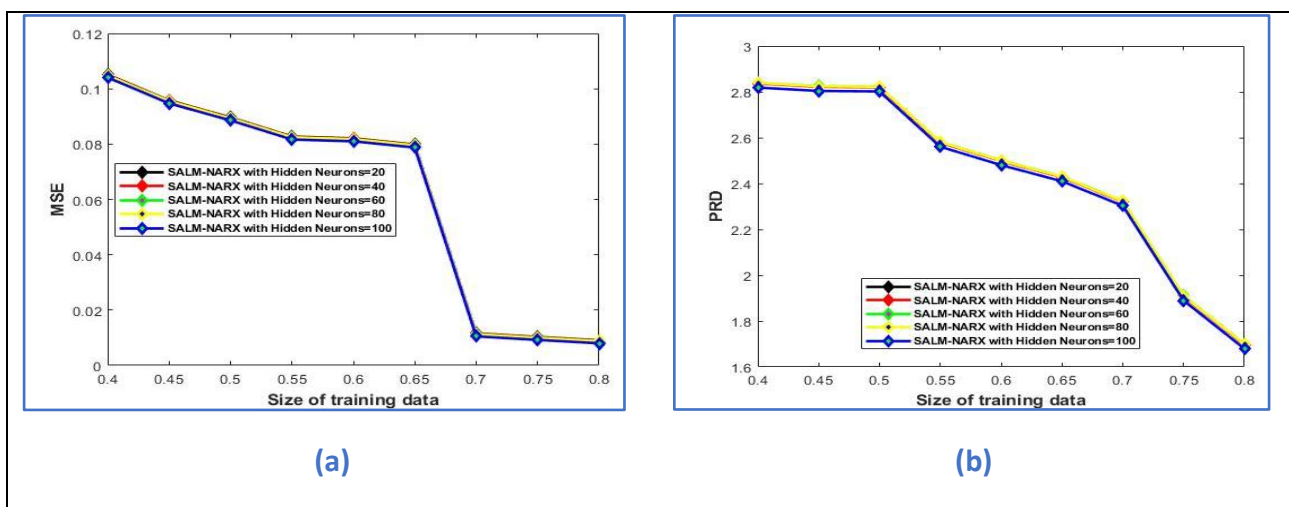 0.12
0.1
0.08
0.06
0.04
0.02
0
MSE
SALM-NARX with Hidden Neurons=20
SALM-NARX with Hidden Neurons=40
SALM-NARX with Hidden Neurons=60
SALM-NARX with Hidden Neurons=80
SALM-NARX with Hidden Neurons=100
0.4 0.45 0.5 0.55 0.6 0.65 0.7 0.75 0.8
Size of training data
(a)
3
2.8
2.6
2.4
2.2
2
1.8
1.6
PRD
SALM-NARX with Hidden Neurons=20
SALM-NARX with Hidden Neurons=40
SALM-NARX with Hidden Neurons=60
SALM-NARX with Hidden Neurons=80
SALM-NARX with Hidden Neurons=100
0.4 0.45 0.5 0.55 0.6 0.65 0.7 0.75 0.8
Size of training data
(b)